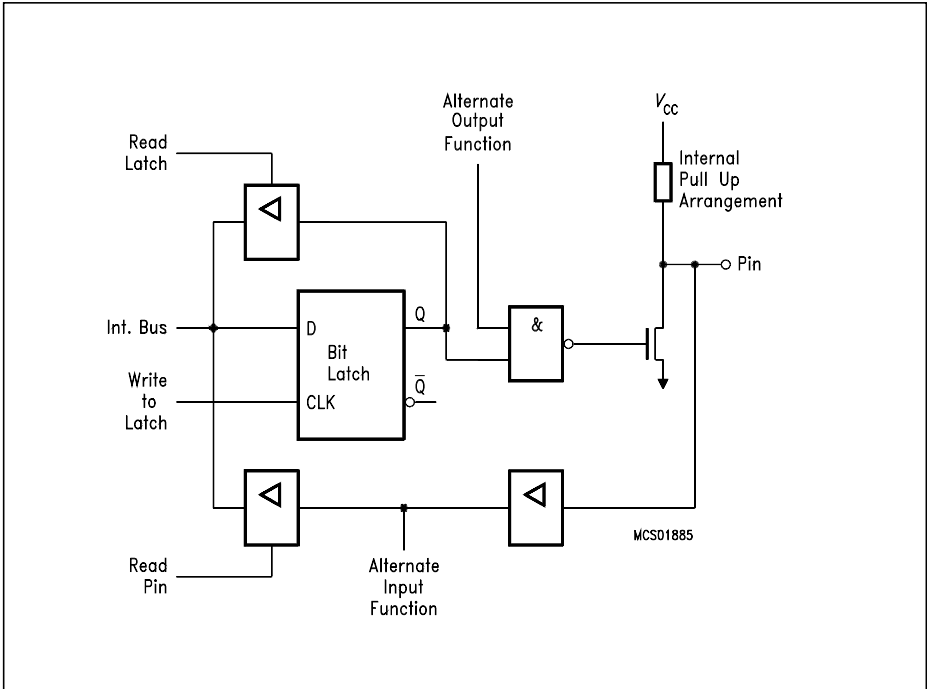 Alternate
Output
Function
V CC
Read
Latch
Internal
Pull Up
Arrangement
Pin
Int. Bus
D
Q
&
Bit
Latch
Write
to
Latch
CLK
Q̅
MCS01885
Read
Pin
Alternate
Input
Function